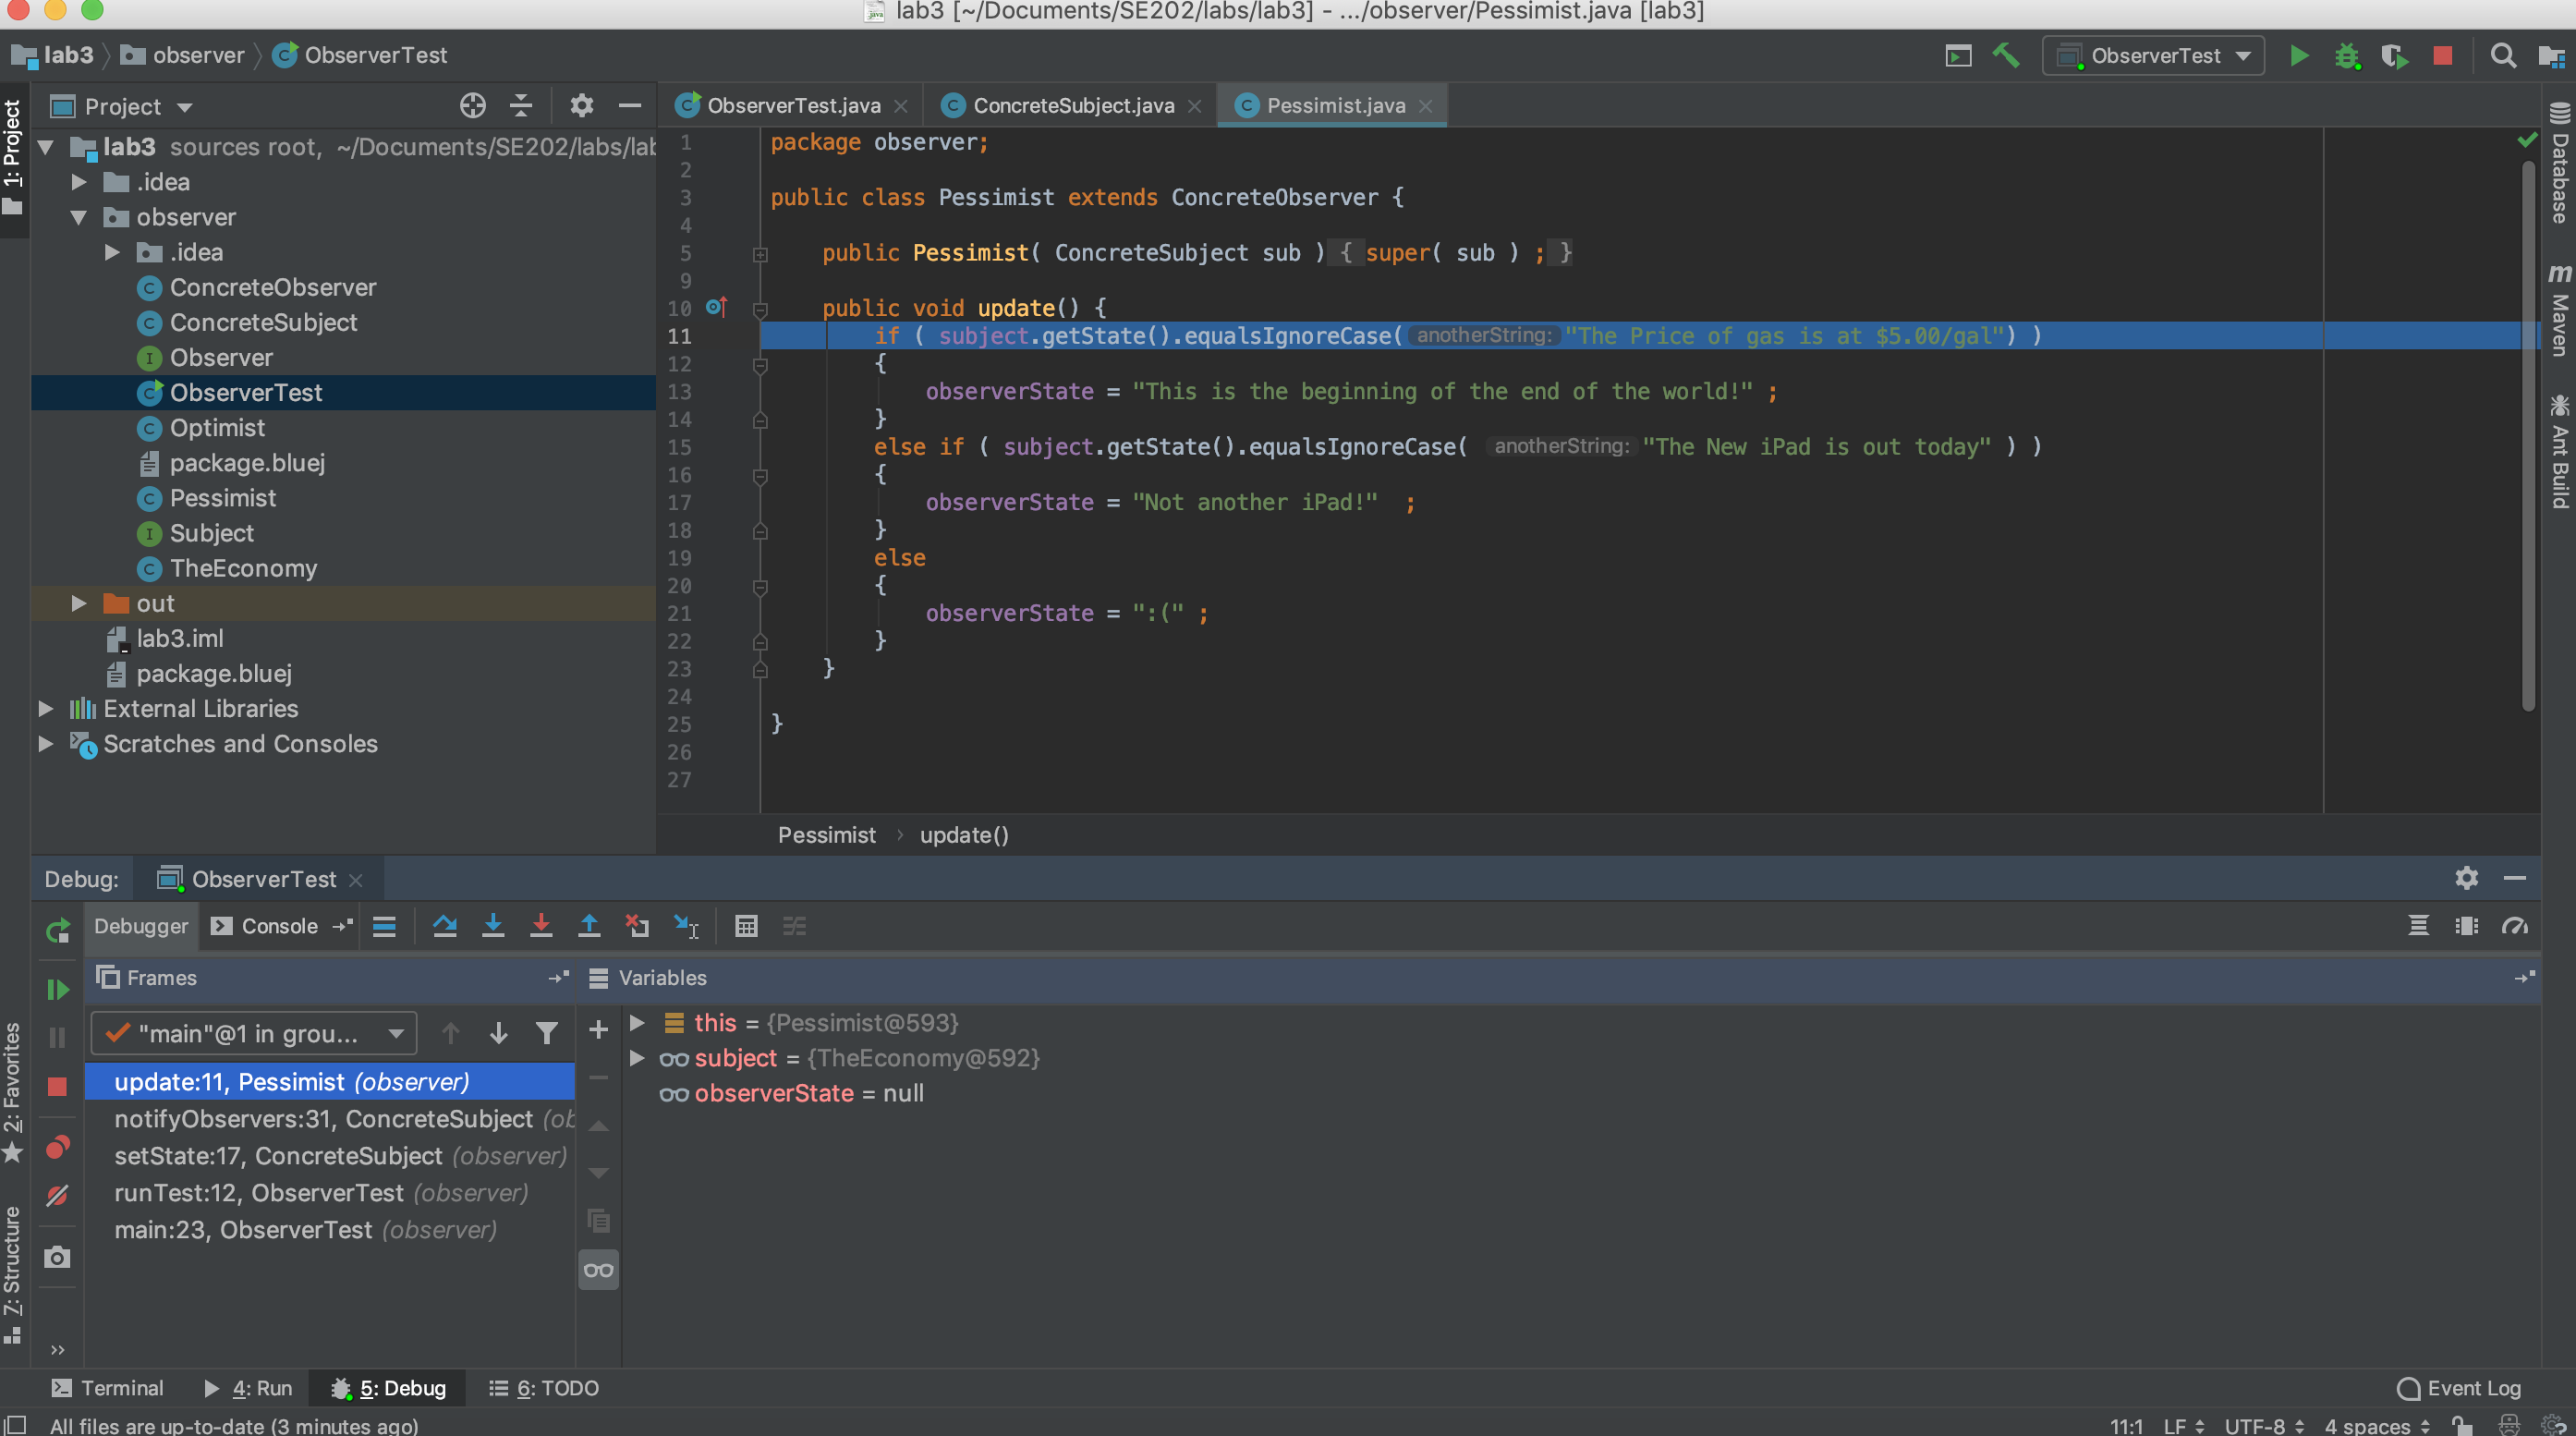 lab3 [~/Documents/SE202/labs/lab3] - .../observer/Pessimist.java [lab3]
lab3 observer ObserverTest
ObserverTest
1: Project
Project
lab3 sources root, ~/Documents/SE202/labs/lab
.idea
observer
.idea
ConcreteObserver
ConcreteSubject
Observer
ObserverTest
Optimist
package.bluej
Pessimist
Subject
TheEconomy
out
lab3.iml
package.bluej
External Libraries
Scratches and Consoles
ObserverTest.java ConcreteSubject.java Pessimist.java
1 package observer;
2
3 public class Pessimist extends ConcreteObserver {
4
5 public Pessimist( ConcreteSubject sub ) { super( sub ) ; }
9
10 public void update() {
11 if ( subject.getState().equalsIgnoreCase( anotherString: "The Price of gas is at $5.00/gal") )
12 {
13 observerState = "This is the beginning of the end of the world!" ;
14 }
15 else if ( subject.getState().equalsIgnoreCase( anotherString: "The New iPad is out today" ) )
16 {
17 observerState = "Not another iPad!" ;
18 }
19 else
20 {
21 observerState = ":(" ;
22 }
23 }
24
25 }
26
27
Pessimist › update()
Database
Maven
Ant Build
Debug: ObserverTest
Debugger Console
Frames
Variables
"main"@1 in grou...
update:11, Pessimist (observer)
notifyObservers:31, ConcreteSubject (ob
setState:17, ConcreteSubject (observer)
runTest:12, ObserverTest (observer)
main:23, ObserverTest (observer)
this = {Pessimist@593}
subject = {TheEconomy@592}
observerState = null
2: Favorites
7: Structure
Terminal 4: Run 5: Debug 6: TODO
Event Log
All files are up-to-date (3 minutes ago)
11:1 LF UTF-8 4 spaces